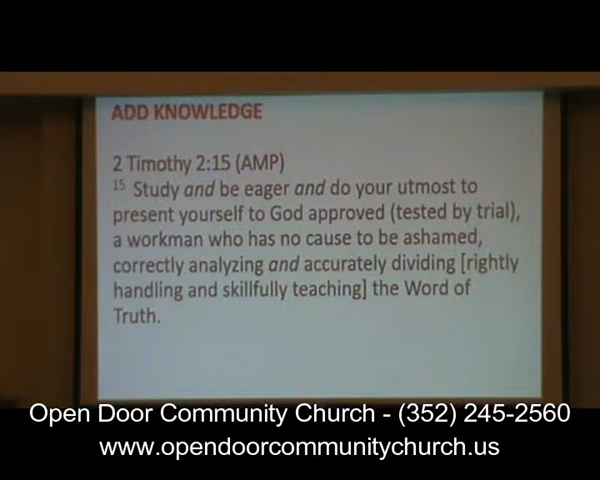 ADD KNOWLEDGE
2 Timothy 2:15 (AMP)
15 Study and be eager and do your utmost to
present yourself to God approved (tested by trial),
a workman who has no cause to be ashamed,
correctly analyzing and accurately dividing [rightly
handling and skillfully teaching] the Word of
Truth.
Open Door Community Church - (352) 245-2560
www.opendoorcommunitychurch.us